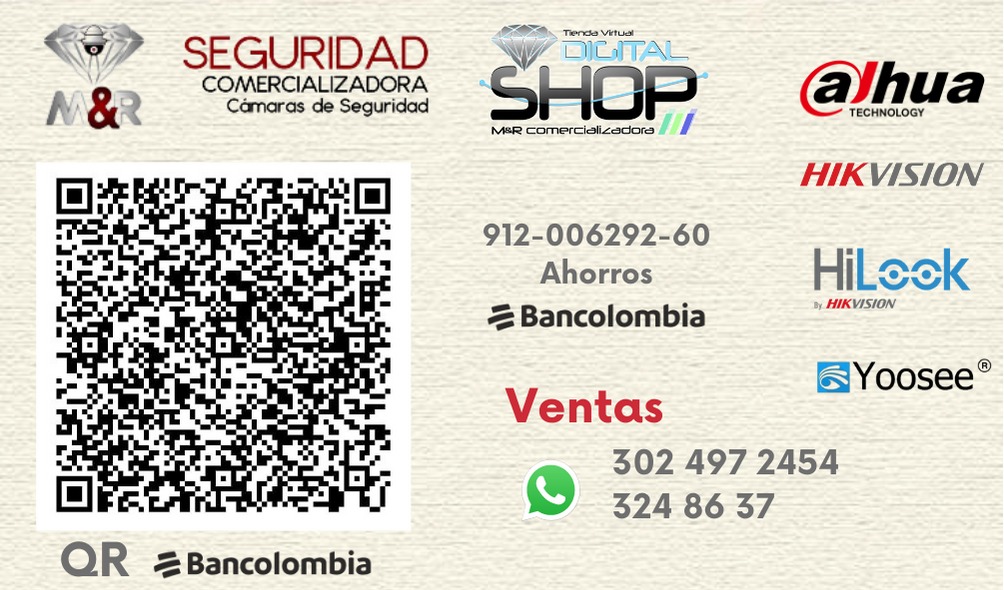 M&R
SEGURIDAD
COMERCIALIZADORA
Cámaras de Seguridad
Tienda Virtual
DIGITAL
SHOP
M&R comercializadora
alhua
TECHNOLOGY
HIKVISION
912-006292-60
Ahorros
Bancolombia
HiLook
By HIKVISION
Yoosee®
Ventas
302 497 2454
324 86 37
QR Bancolombia